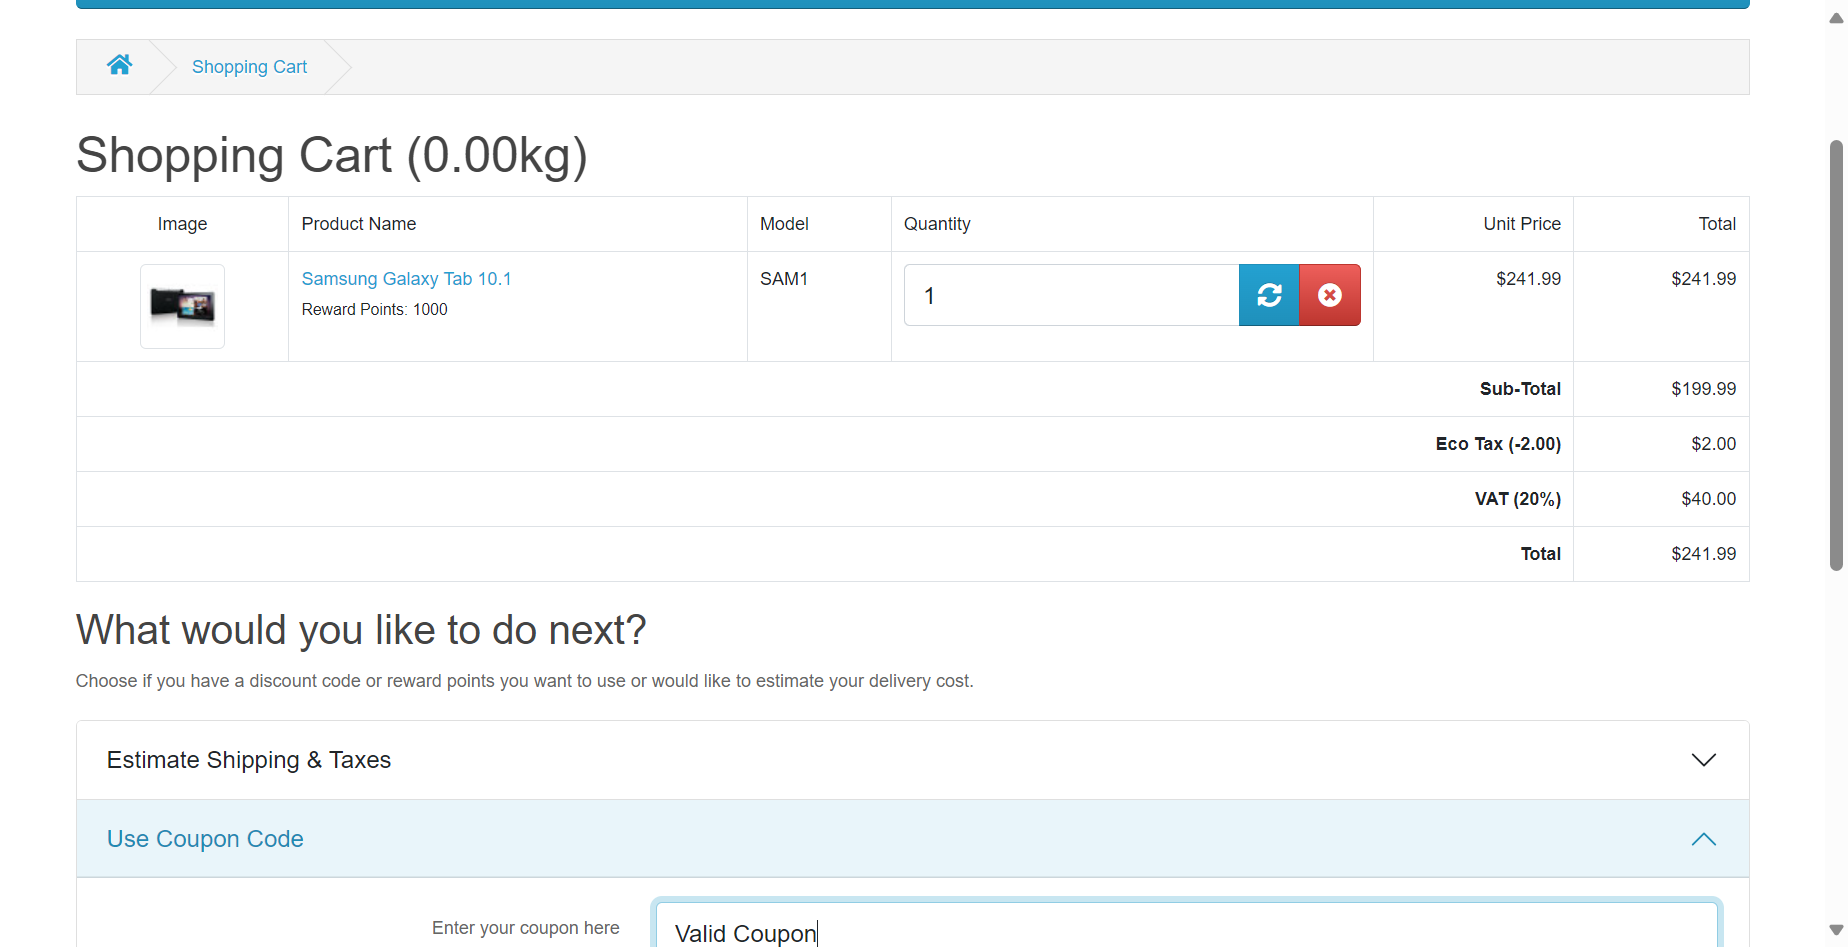 Shopping Cart
Shopping Cart (0.00kg)
Image Product Name Model Quantity Unit Price Total
Samsung Galaxy Tab 10.1 SAM1 1 $241.99 $241.99
Reward Points: 1000
Sub-Total $199.99
Eco Tax (-2.00) $2.00
VAT (20%) $40.00
Total $241.99
What would you like to do next?
Choose if you have a discount code or reward points you want to use or would like to estimate your delivery cost.
Estimate Shipping & Taxes
Use Coupon Code
Enter your coupon here Valid Coupon